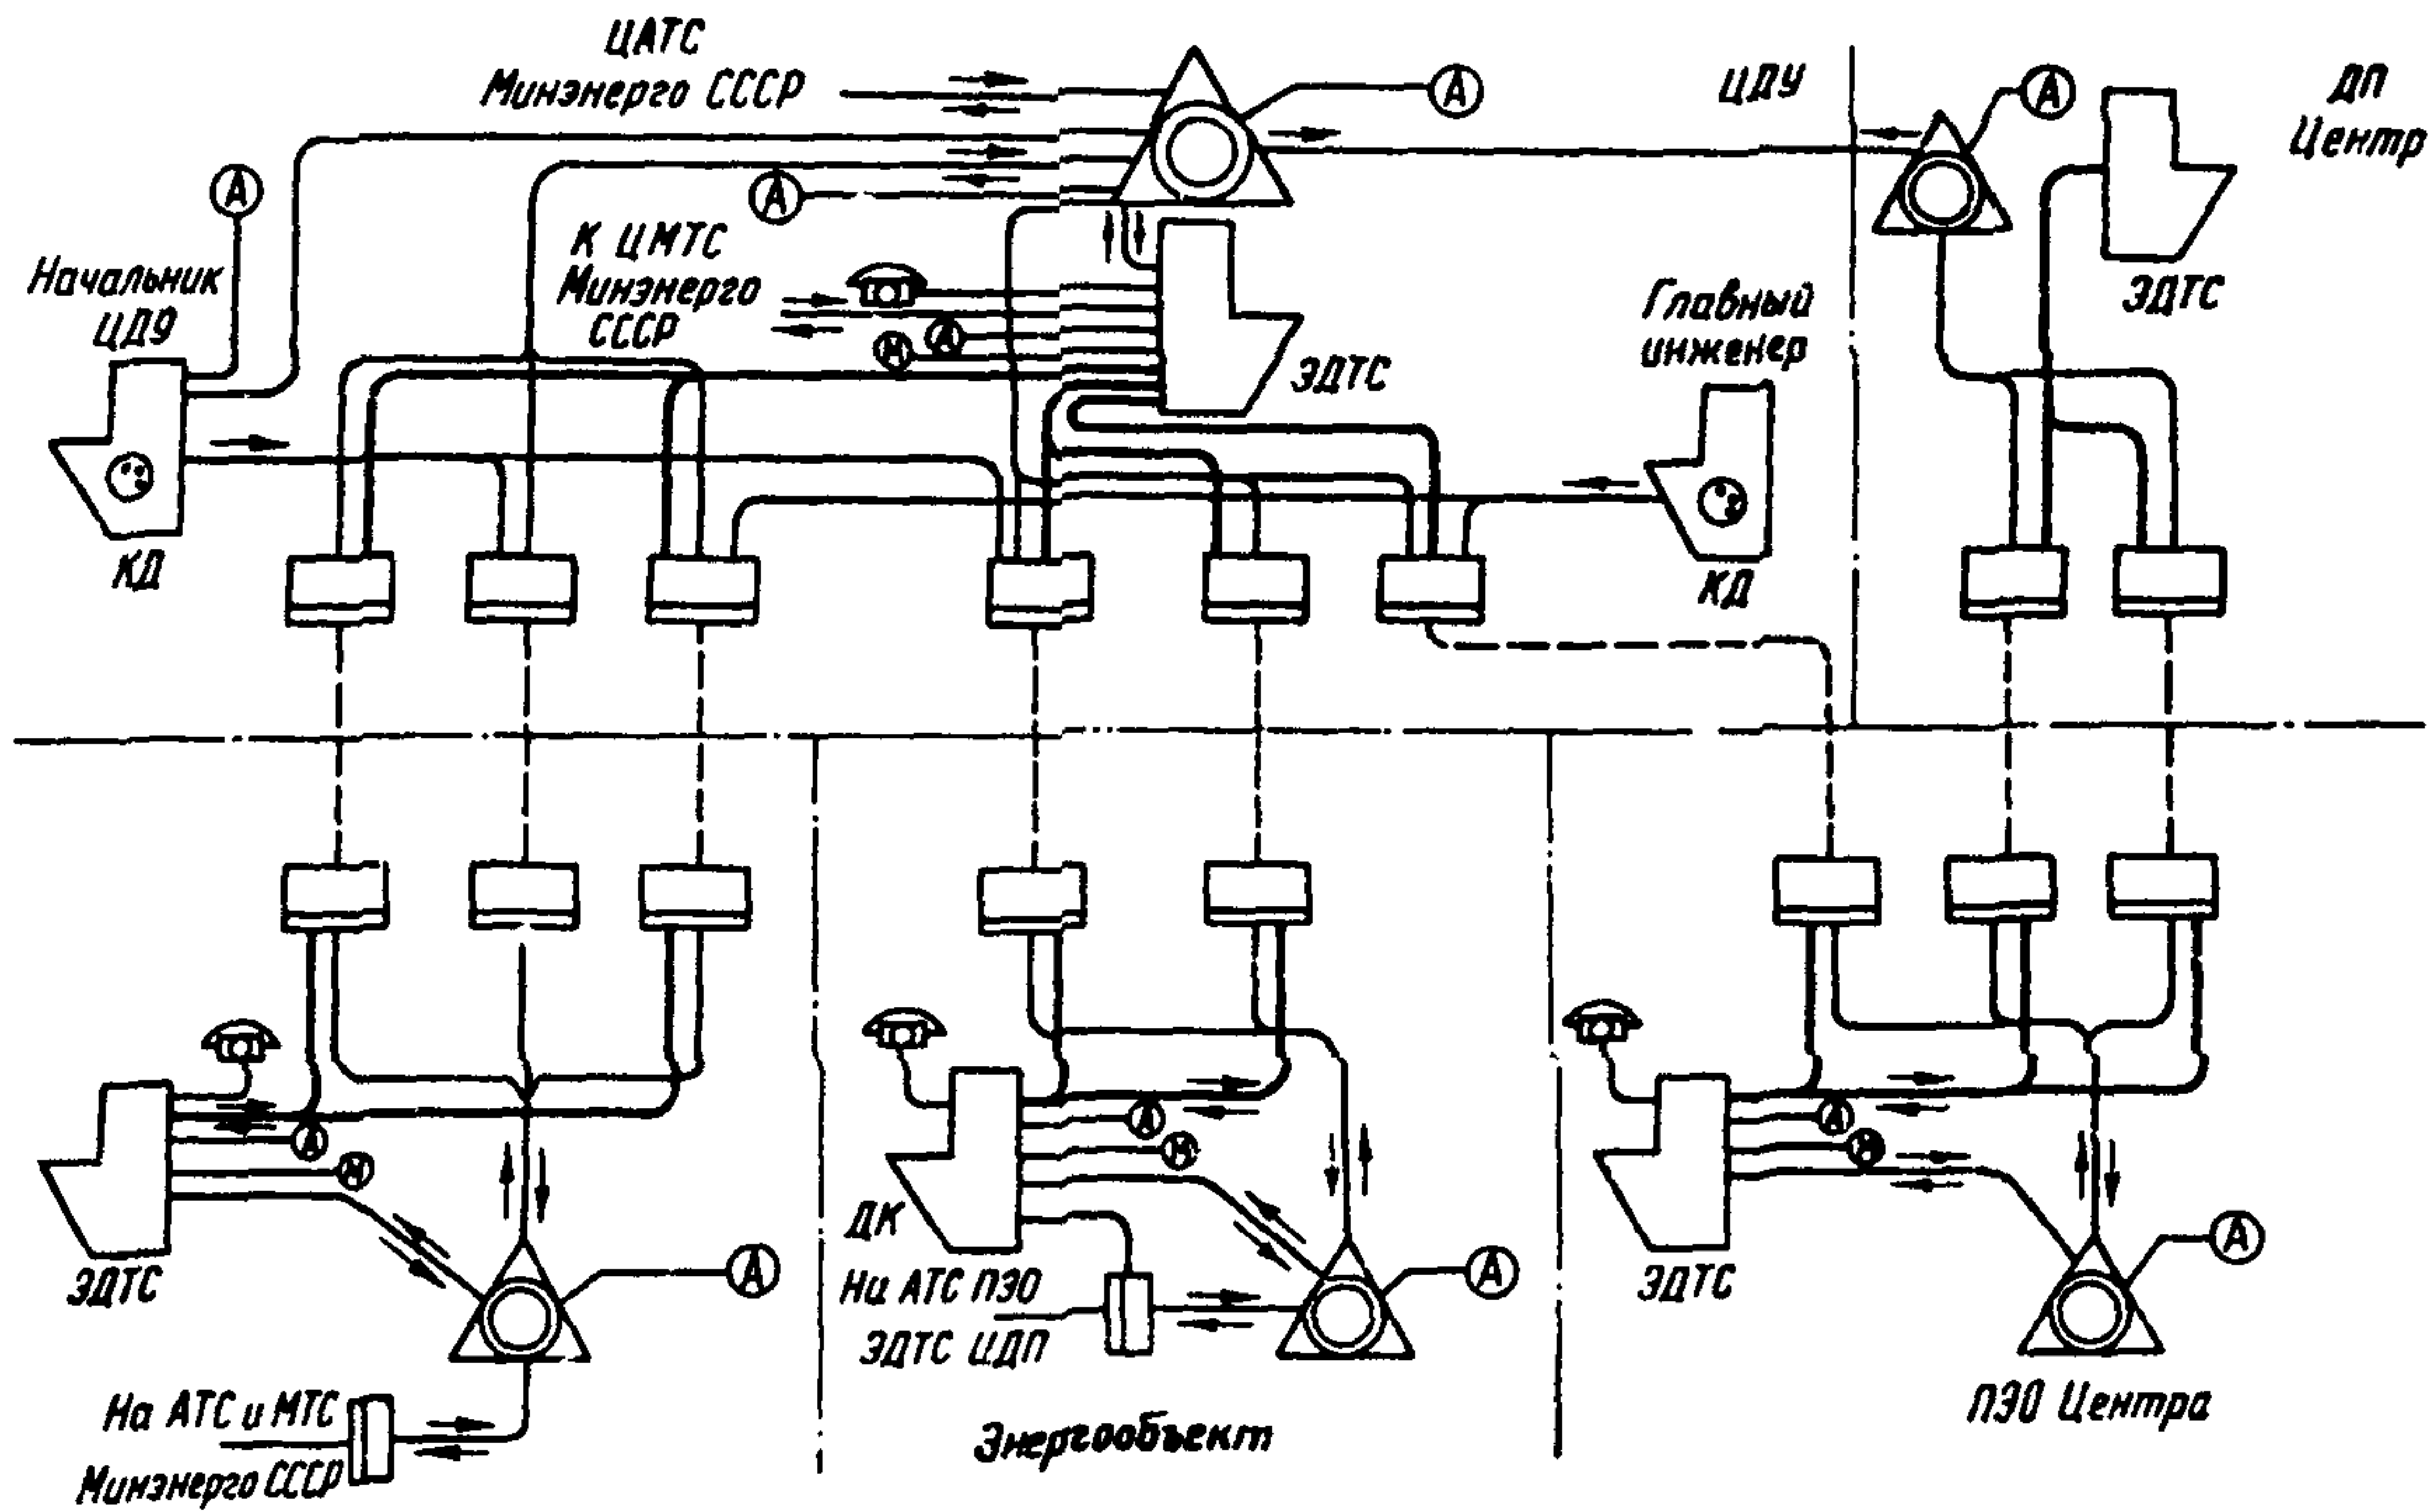 ЦАТС
Минэнерго СССР
А
ЦДУ
А
ДП
Центр
А
А
К ЦМТС
Минэнерго
СССР
А
М
Начальник
ЦДУ
ЭДТС
Главный
инженер
ЭДТС
КД
КД
А
М
ЭДТС
А
На АТС и МТС
Минэнерго СССР
А
М
ДК
На АТС ПЭО
ЭДТС ЦДП
А
Энергообъект
А
М
ЭДТС
А
ПЭО Центра